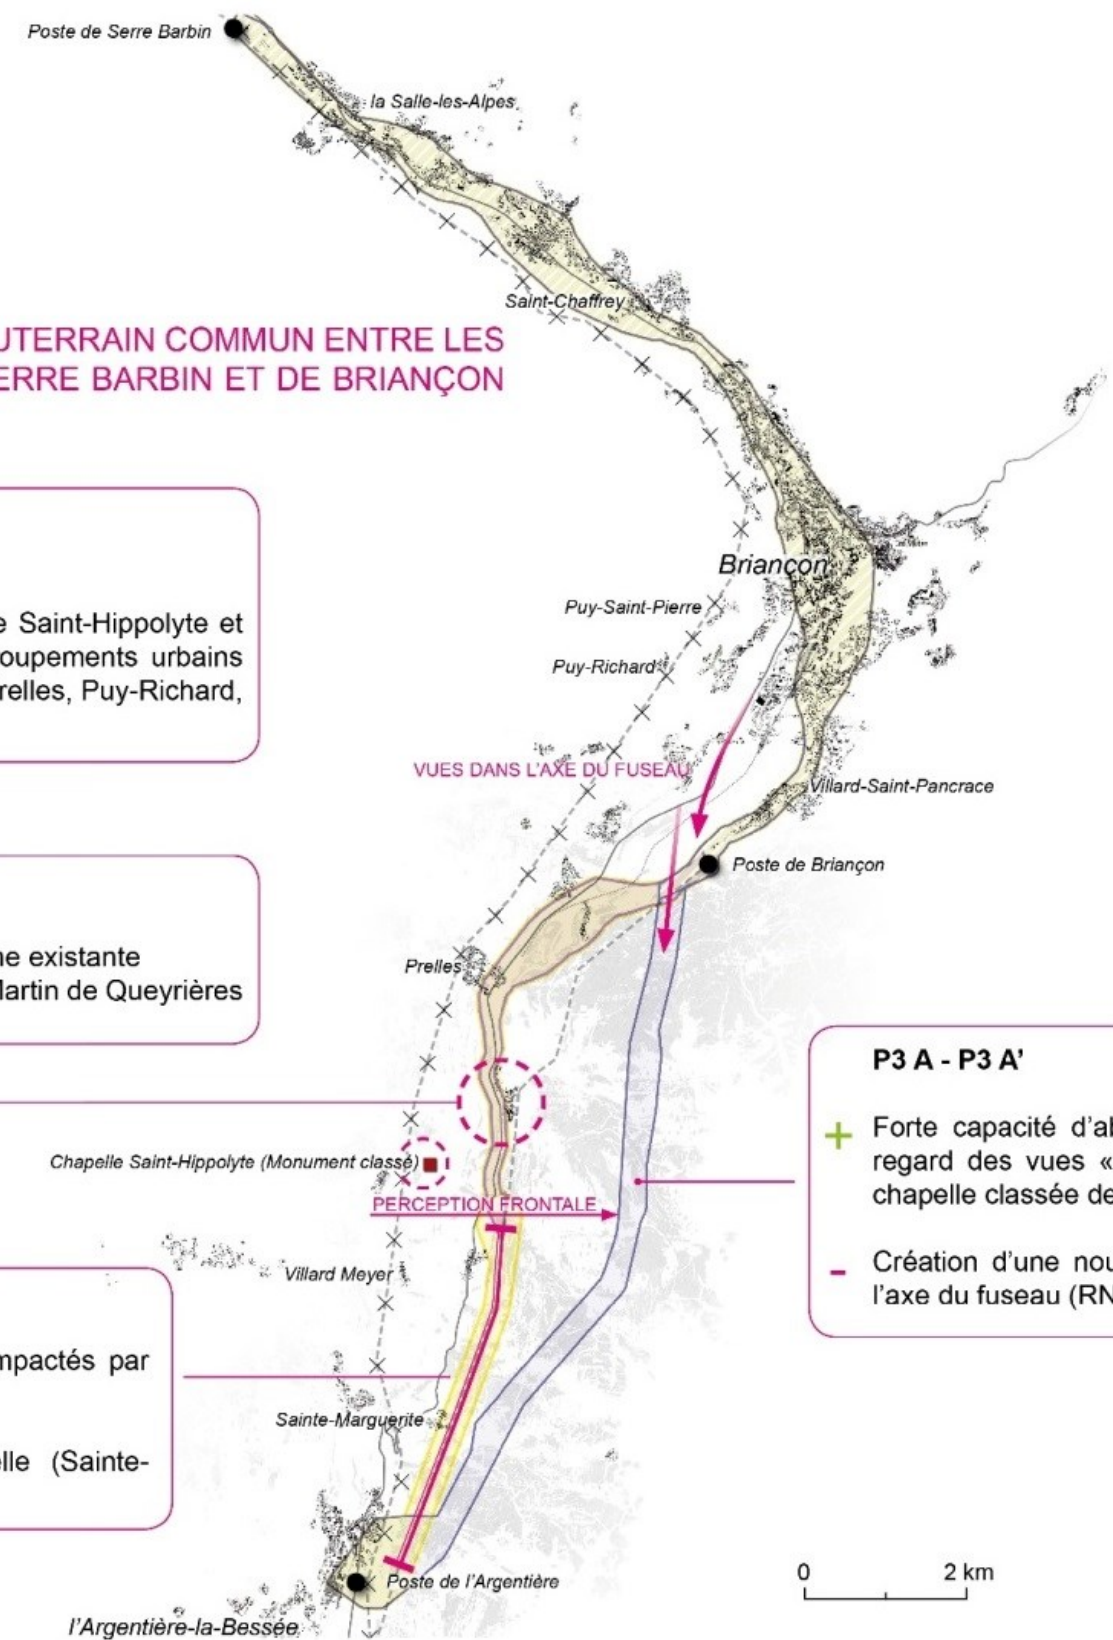 Poste de Serre Barbin
la Salle-les-Alpes
Saint-Chaffrey
UTERRAIN COMMUN ENTRE LES
ERRE BARBIN ET DE BRIANÇON
e Saint-Hippolyte et
oupements urbains
relles, Puy-Richard,
Briançon
Puy-Saint-Pierre
Puy-Richard
VUES DANS L'AXE DU FUSEAU
Villard-Saint-Pancrace
Poste de Briançon
ne existante
Martin de Queyrières
Prelles
P3 A - P3 A'
+ Forte capacité d'ab
regard des vues «
chapelle classée de
- Création d'une nou
l'axe du fuseau (RN
Chapelle Saint-Hippolyte (Monument classé)
PERCEPTION FRONTALE
Villard Meyer
mpactés par
elle (Sainte-
Sainte-Marguerite
Poste de l'Argentière
l'Argentière-la-Bessée
0 2 km